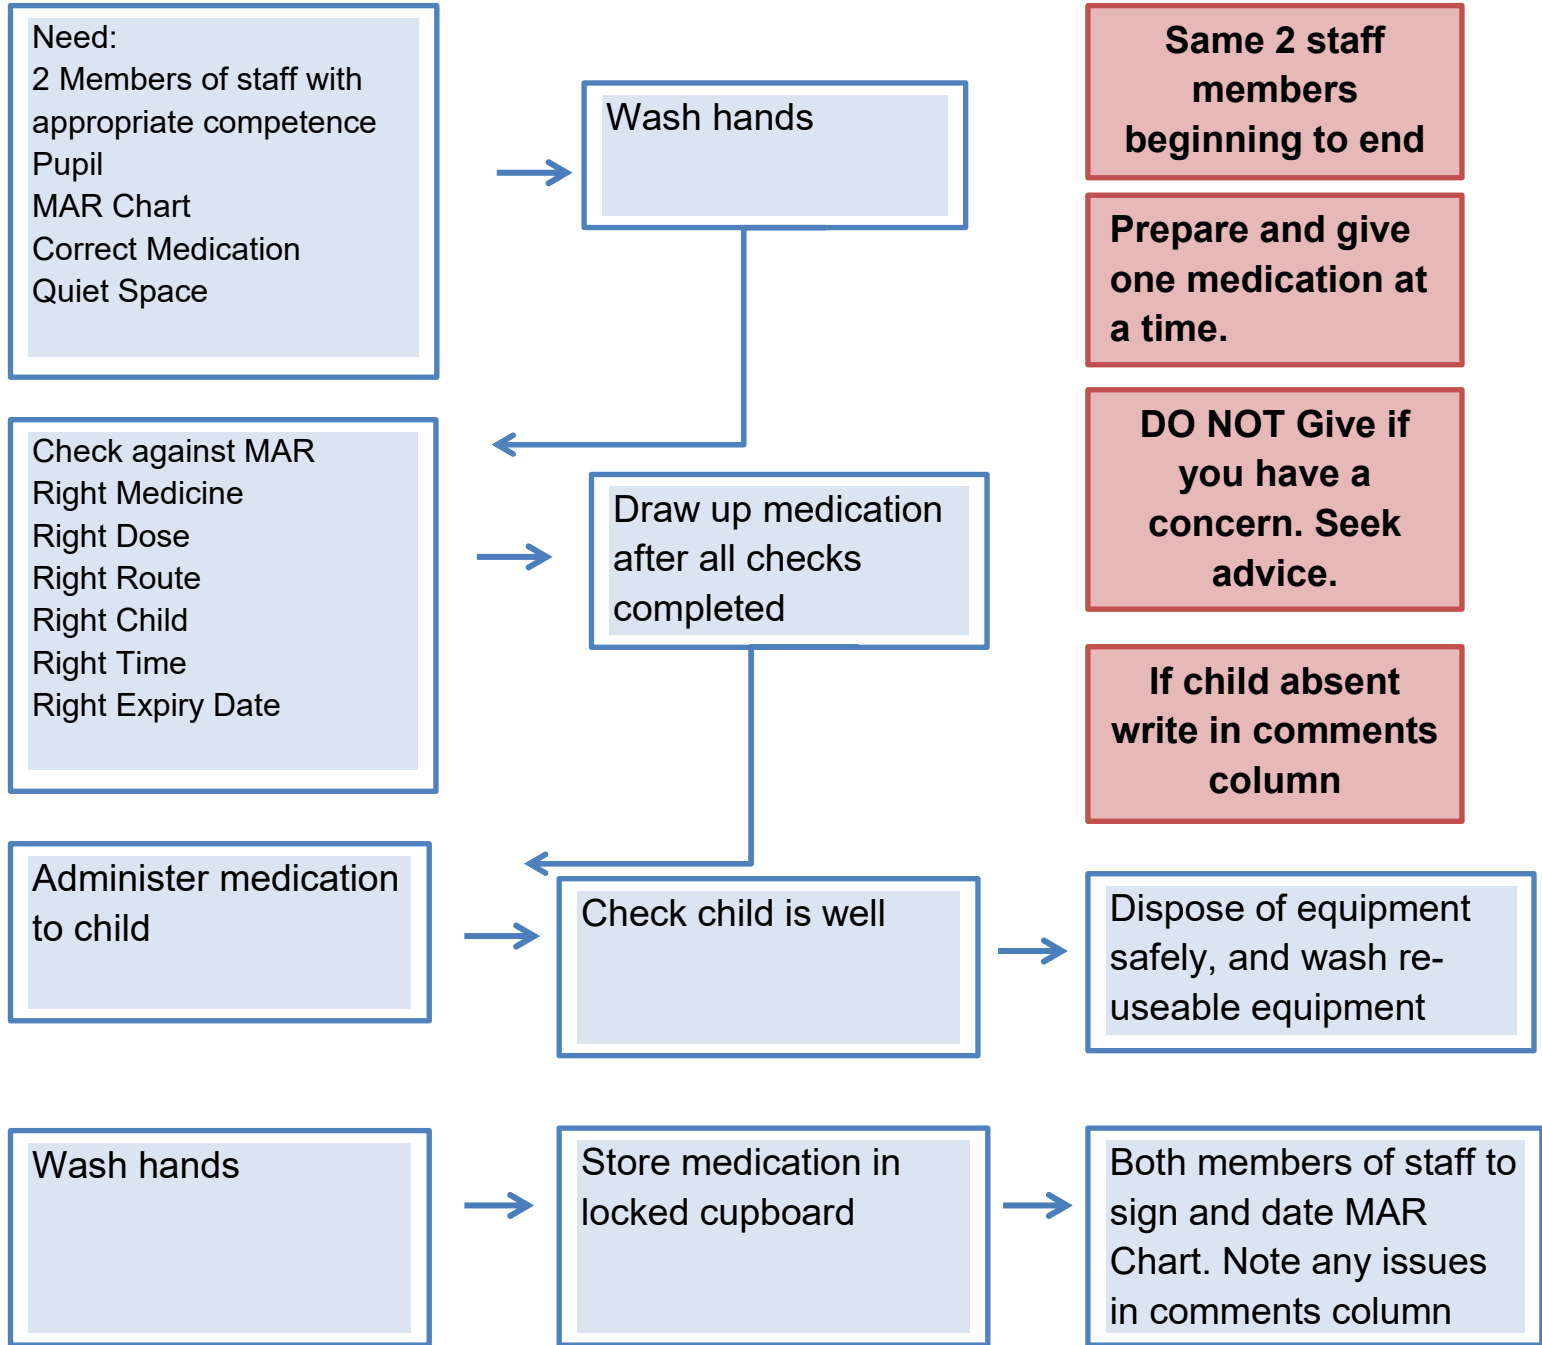 Need:
2 Members of staff with
appropriate competence
Pupil
MAR Chart
Correct Medication
Quiet Space
Wash hands
Same 2 staff
members
beginning to end
Prepare and give
one medication at
a time.
Check against MAR
Right Medicine
Right Dose
Right Route
Right Child
Right Time
Right Expiry Date
Draw up medication
after all checks
completed
DO NOT Give if
you have a
concern. Seek
advice.
If child absent
write in comments
column
Administer medication
to child
Check child is well
Dispose of equipment
safely, and wash re-
useable equipment
Wash hands
Store medication in
locked cupboard
Both members of staff to
sign and date MAR
Chart. Note any issues
in comments column